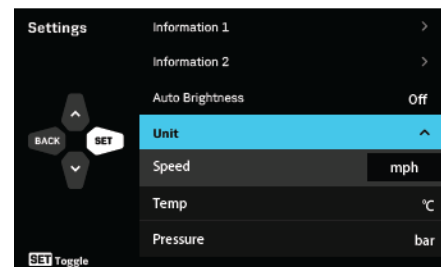 Settings
Information 1
Information 2
Auto Brightness Off
BACK SET
Unit
Speed mph
Temp °C
Pressure bar
SET Toggle